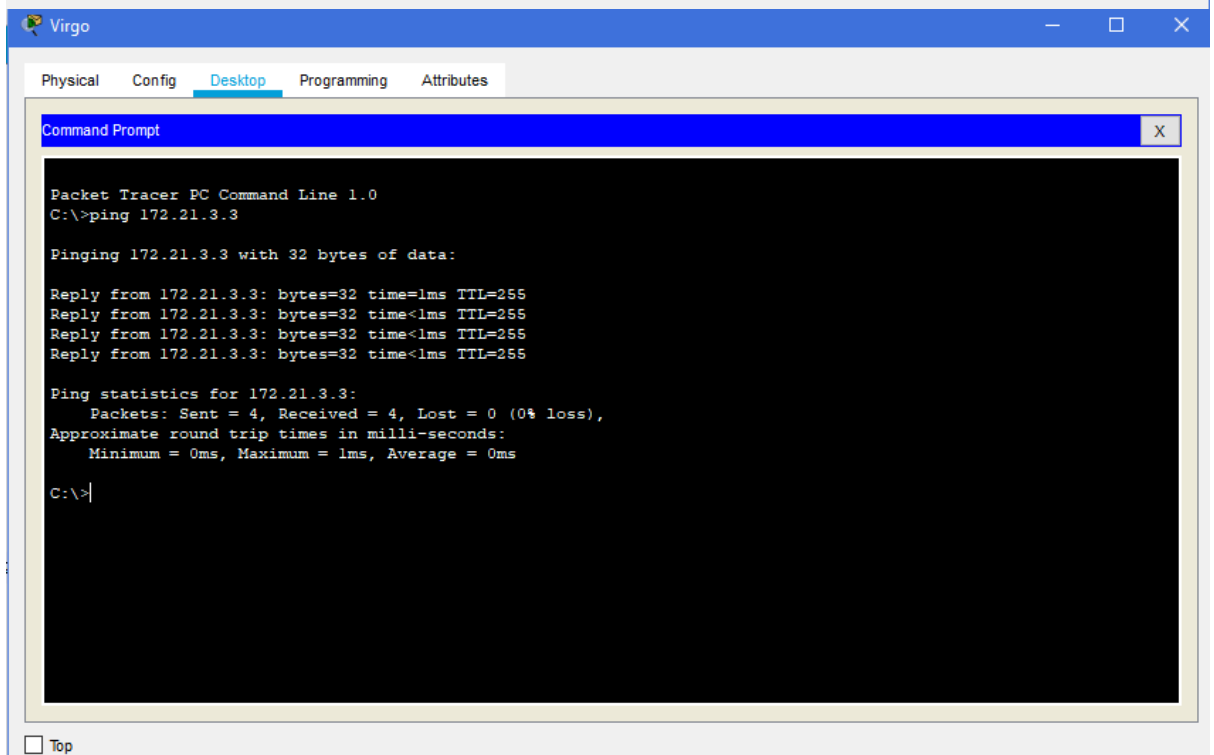 Virgo
Physical Config Desktop Programming Attributes
Command Prompt
X
Packet Tracer PC Command Line 1.0
C:\>ping 172.21.3.3
Pinging 172.21.3.3 with 32 bytes of data:
Reply from 172.21.3.3: bytes=32 time=1ms TTL=255
Reply from 172.21.3.3: bytes=32 time<1ms TTL=255
Reply from 172.21.3.3: bytes=32 time<1ms TTL=255
Reply from 172.21.3.3: bytes=32 time<1ms TTL=255
Ping statistics for 172.21.3.3:
Packets: Sent = 4, Received = 4, Lost = 0 (0% loss),
Approximate round trip times in milli-seconds:
Minimum = 0ms, Maximum = 1ms, Average = 0ms
C:\>
Top